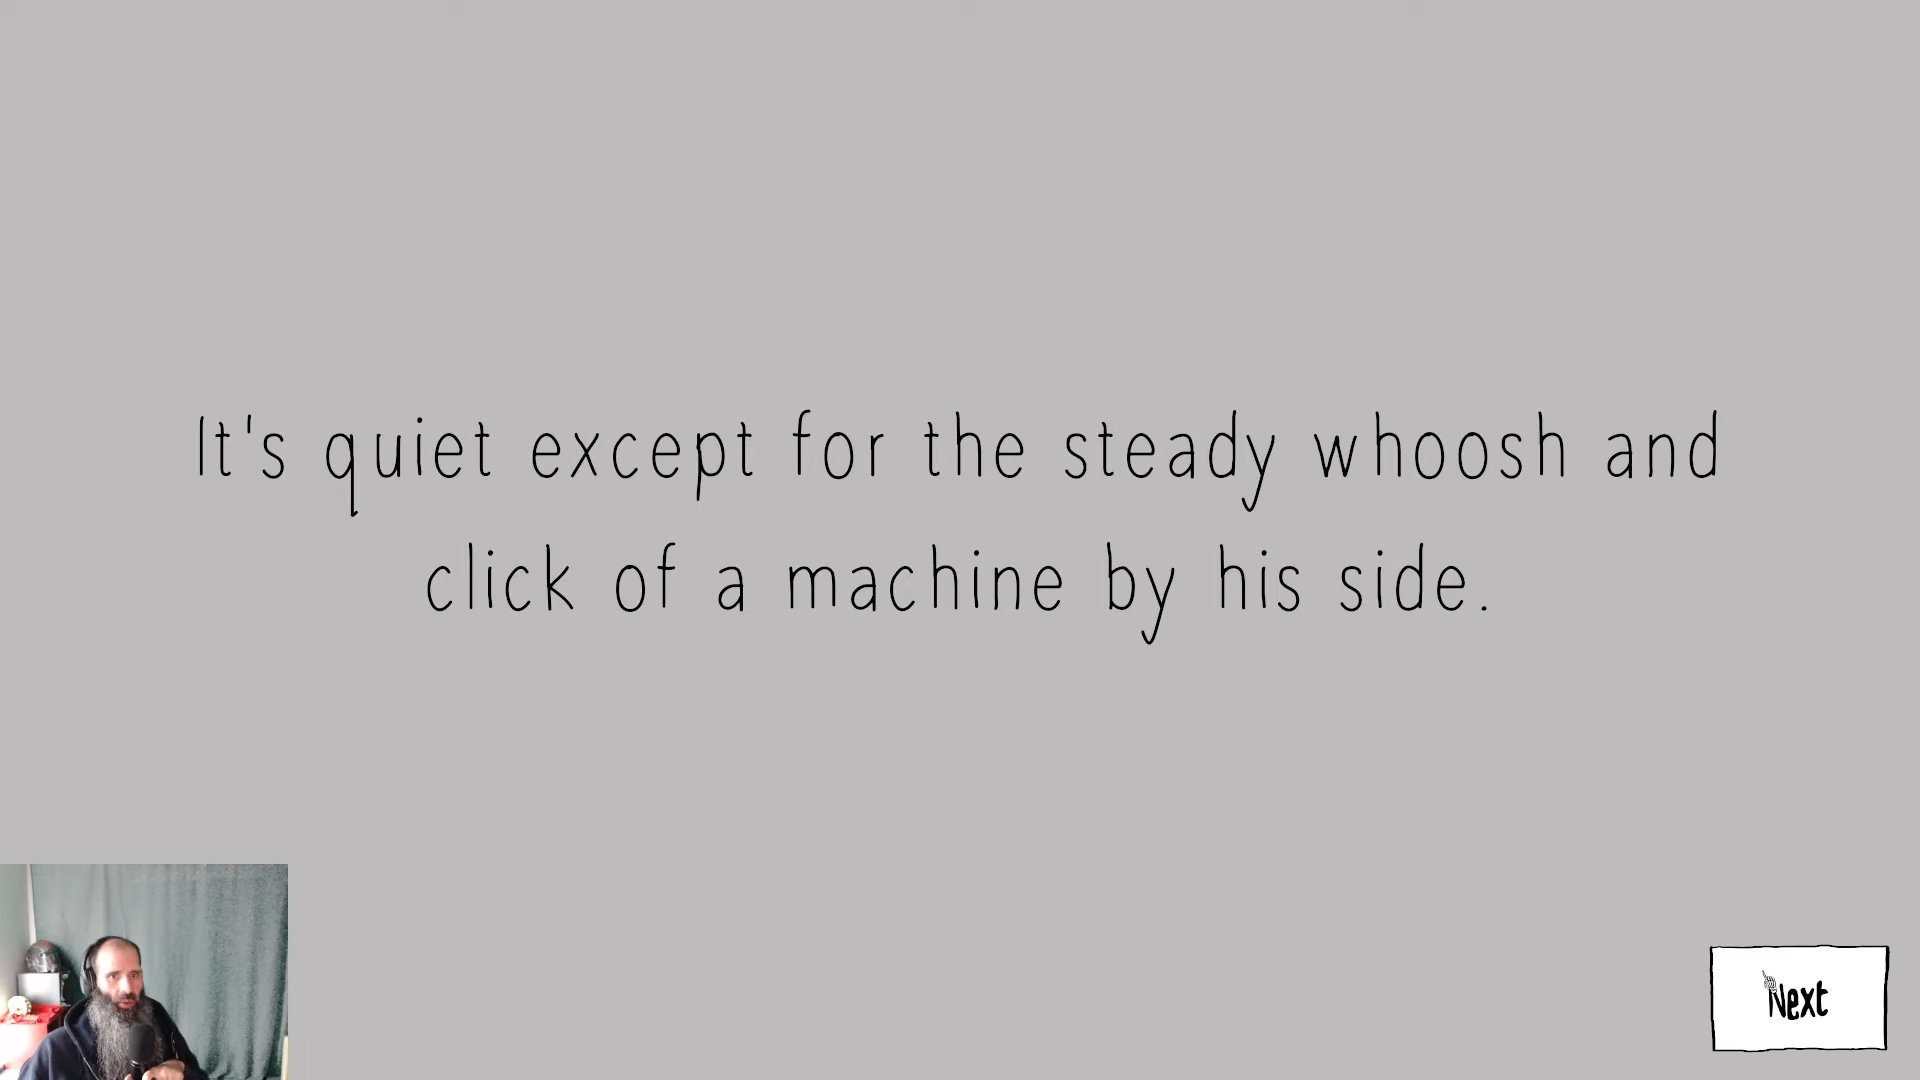 It's quiet except for the steady whoosh and
click of a machine by his side.
Next